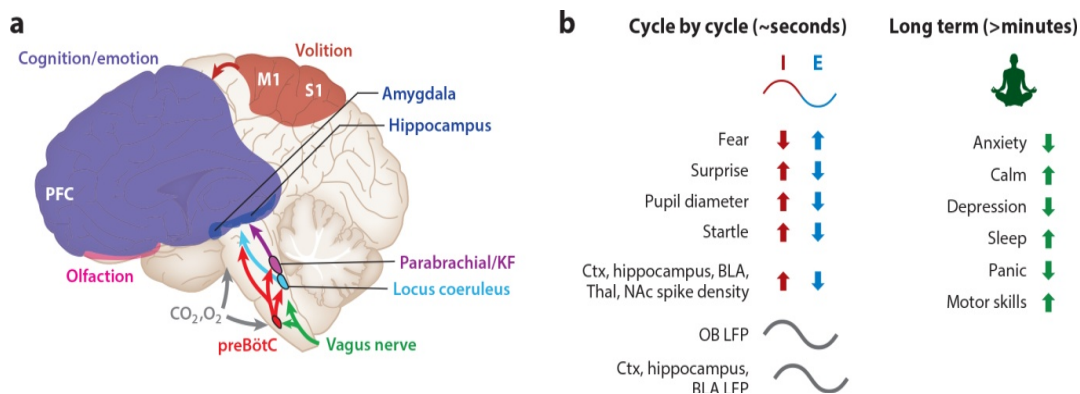 a
Cognition/emotion
Volition
M1
S1
Amygdala
Hippocampus
PFC
Olfaction
Parabrachial/KF
Locus coeruleus
CO2,O2
preBötC
Vagus nerve
b
Cycle by cycle (~seconds)
Long term (>minutes)
I E
Fear
Surprise
Pupil diameter
Startle
Ctx, hippocampus, BLA,
Thal, NAc spike density
OB LFP
Ctx, hippocampus,
BLA LFP
Anxiety
Calm
Depression
Sleep
Panic
Motor skills